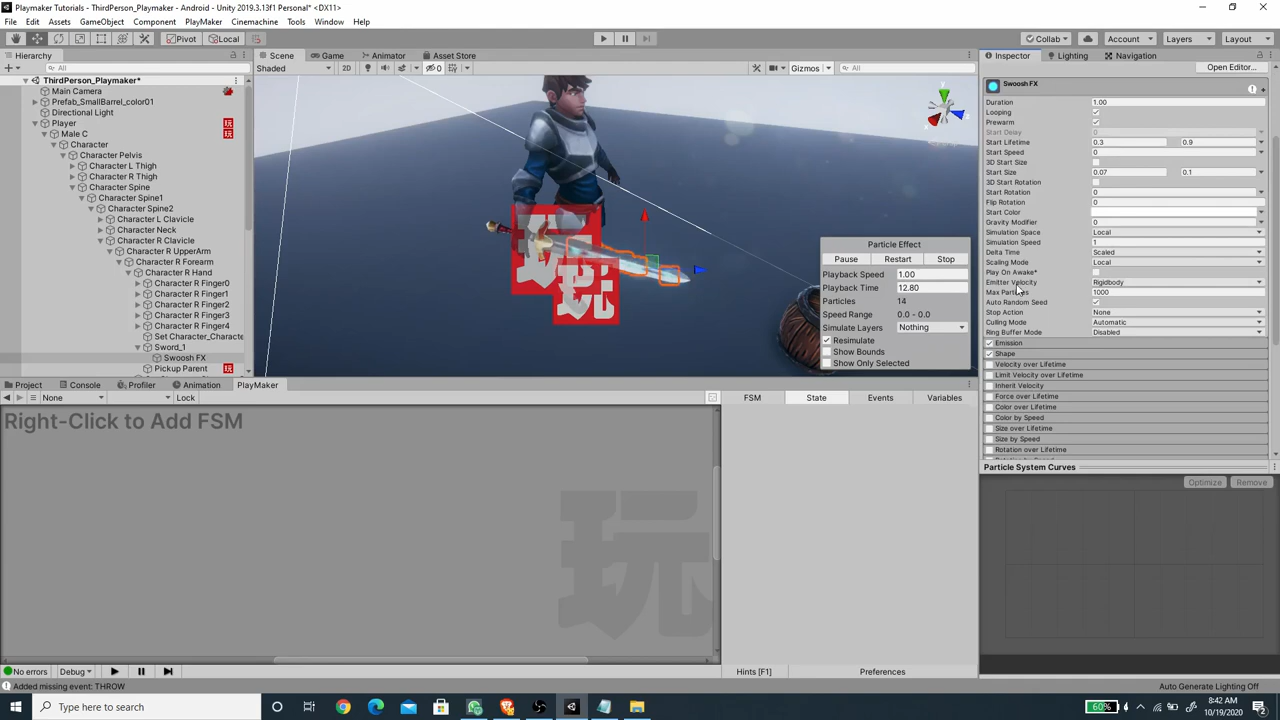 Playmaker Tutorials - ThirdPerson_Playmaker - Android - Unity 2019.3.13f1 Personal* <DX11>
File Edit Assets GameObject Component PlayMaker Cinemachine Tools Window Help
Pivot Local Collab Account Layers Layout
Hierarchy
All
ThirdPerson_Playmaker*
Main Camera
Prefab_SmallBarrel_color01
Directional Light
Player
Male C
Character
Character Pelvis
Character L Thigh
Character R Thigh
Character Spine
Character Spine1
Character Spine2
Character L Clavicle
Character Neck
Character R Clavicle
Character R UpperArm
Character R Forearm
Character R Hand
Character R Finger0
Character R Finger1
Character R Finger2
Character R Finger3
Character R Finger4
Set Character_Characte
Sword_1
Swoosh FX
Pickup Parent
Scene Game Animator Asset Store
Shaded 2D 0 Gizmos All
y
x
玩
玩
Particle Effect
Pause Restart Stop
Playback Speed 1.00
Playback Time 12.80
Particles 14
Speed Range 0.0 - 0.0
Simulate Layers Nothing
Resimulate
Show Bounds
Show Only Selected
Inspector Lighting Navigation
Open Editor...
Swoosh FX
Duration 1.00
Looping
Prewarm
Start Delay 0
Start Lifetime 0.3 0.9
Start Speed 0
3D Start Size
Start Size 0.07 0.1
3D Start Rotation
Start Rotation 0
Flip Rotation 0
Start Color
Gravity Modifier 0
Simulation Space Local
Simulation Speed 1
Delta Time Scaled
Scaling Mode Local
Play On Awake*
Emitter Velocity Rigidbody
Max Particles 1000
Auto Random Seed
Stop Action None
Culling Mode Automatic
Ring Buffer Mode Disabled
Emission
Shape
Velocity over Lifetime
Limit Velocity over Lifetime
Inherit Velocity
Force over Lifetime
Color over Lifetime
Color by Speed
Size over Lifetime
Size by Speed
Rotation over Lifetime
Particle System Curves
Optimize Remove
Project Console Profiler Animation PlayMaker
None Lock
FSM State Events Variables
Right-Click to Add FSM
玩
No errors Debug
Hints [F1] Preferences
Added missing event: THROW
Auto Generate Lighting Off
Type here to search
60%
8:42 AM
10/19/2020